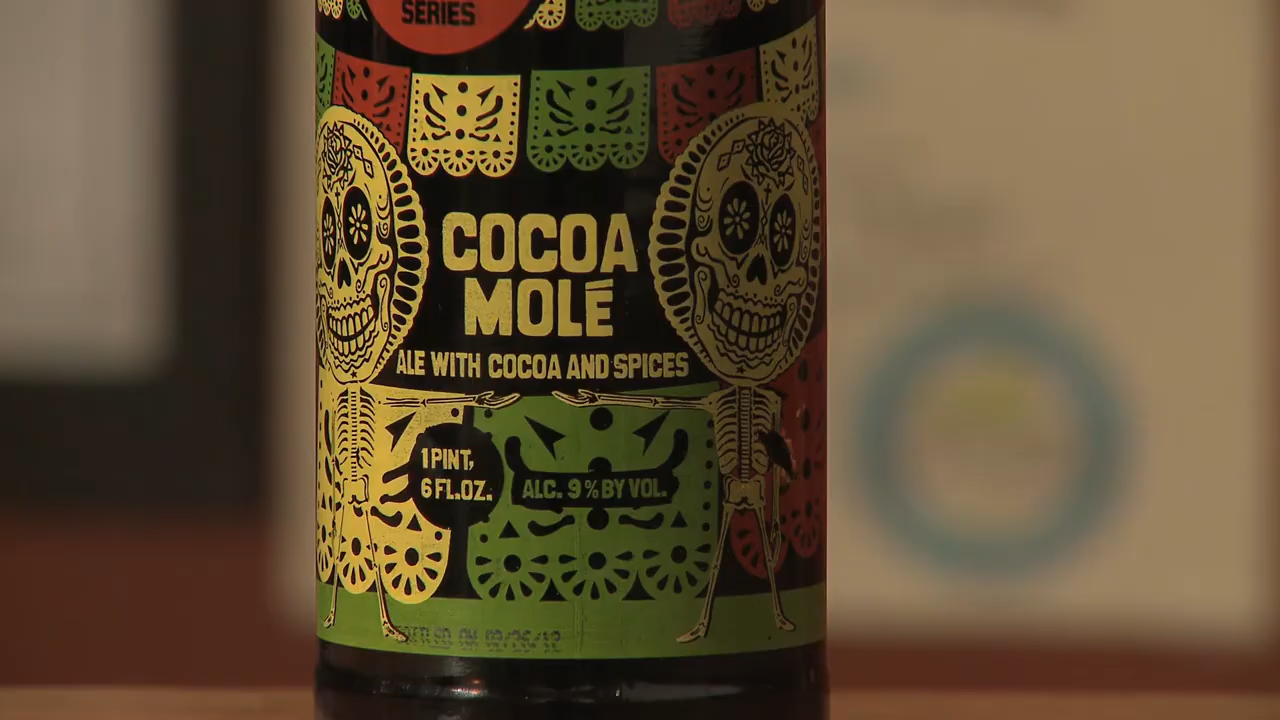 SERIES
COCOA
MOLÉ
ALE WITH COCOA AND SPICES
1 PINT,
6 FL.OZ.
ALC. 9% BY VOL.